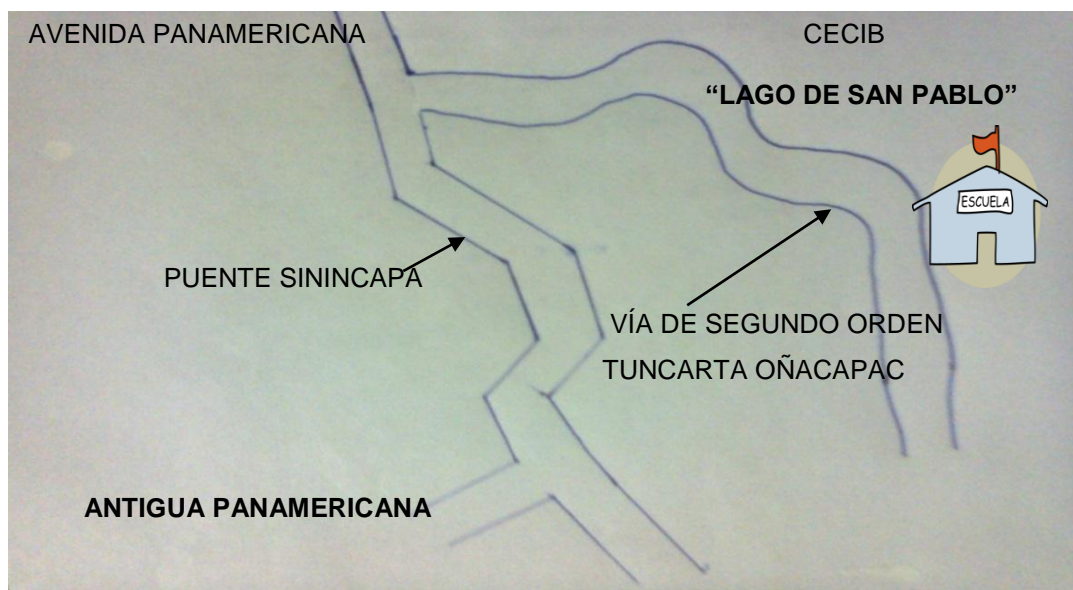 AVENIDA PANAMERICANA
CECIB
“LAGO DE SAN PABLO”
ESCUELA
PUENTE SININCAPA
VÍA DE SEGUNDO ORDEN
TUNCARTA OÑACAPAC
ANTIGUA PANAMERICANA